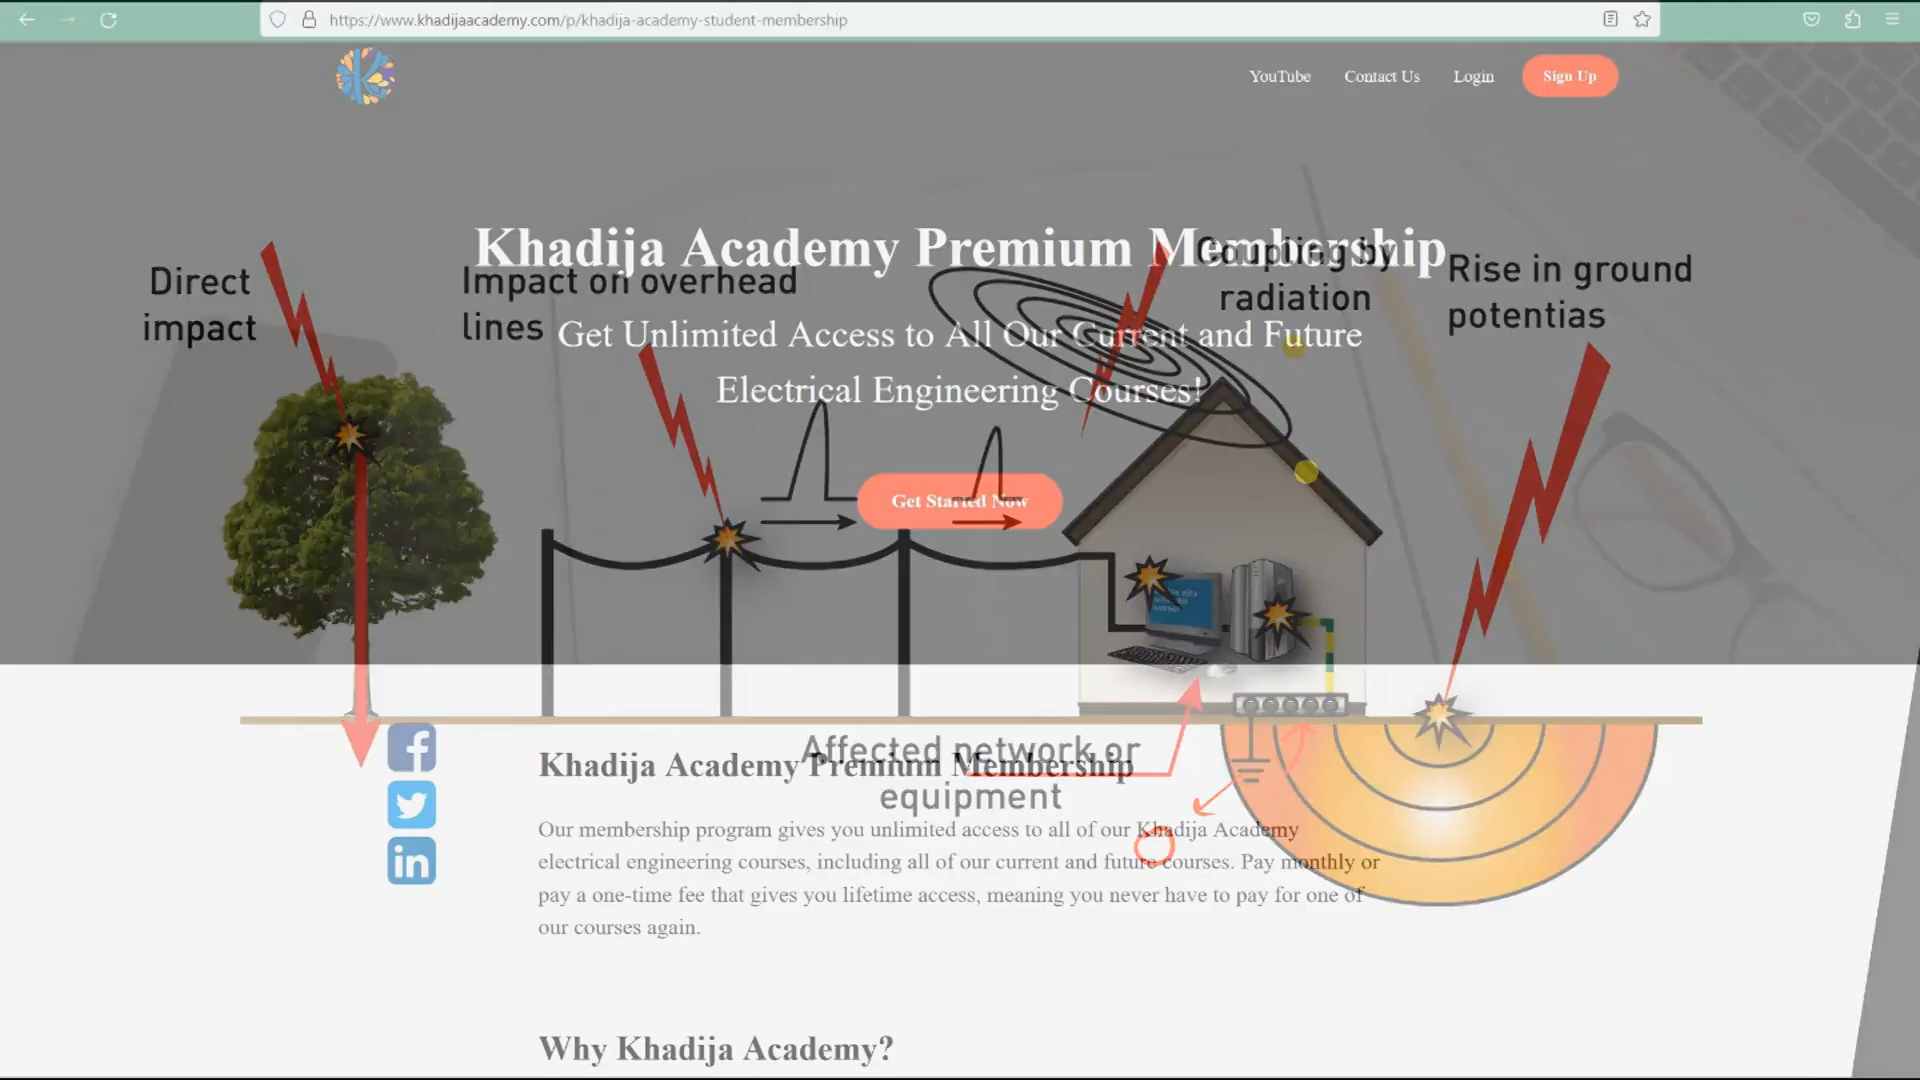 https://www.khadijaacademy.com/p/khadija-academy-student-membership
YouTube
Contact Us
Login
Sign Up
Khadija Academy Premium Membership
Direct
impact
Impact on overhead
lines
Coupling by
radiation
Rise in ground
potentias
Get Unlimited Access to All Our Current and Future
Electrical Engineering Courses!
Get Started Now
Affected network or
equipment
Khadija Academy Premium Membership
Our membership program gives you unlimited access to all of our Khadija Academy
electrical engineering courses, including all of our current and future courses. Pay monthly or
pay a one-time fee that gives you lifetime access, meaning you never have to pay for one of
our courses again.
Why Khadija Academy?